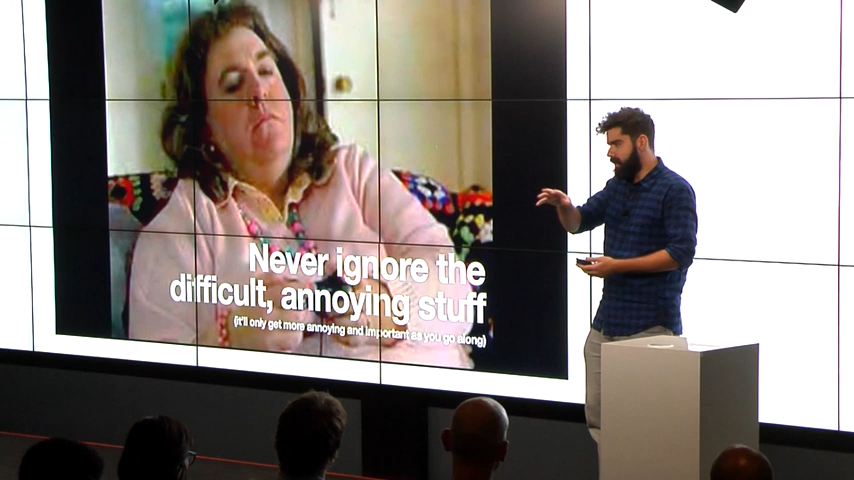 Never ignore the
difficult, annoying stuff
(it'll only get more annoying and important as you go along)